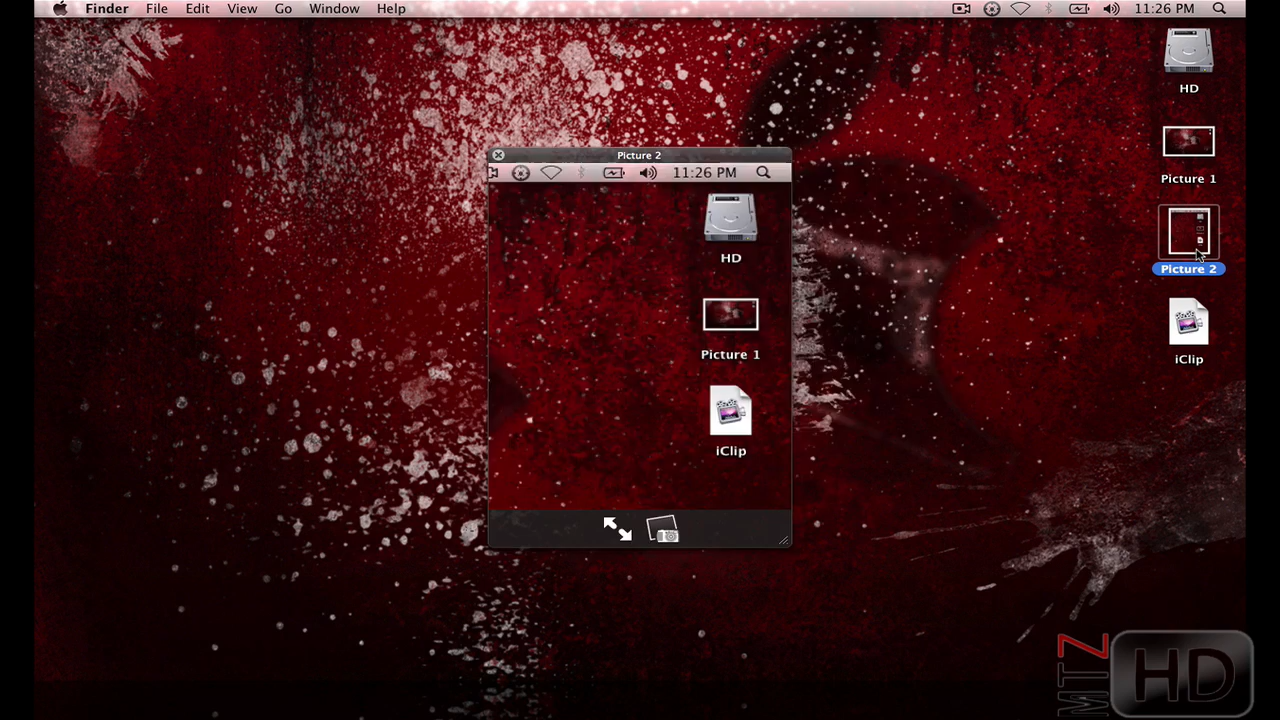 Finder File Edit View Go Window Help 11:26 PM
HD
Picture 1
Picture 2
iClip
Picture 2
11:26 PM
HD
Picture 1
iClip
MTZ HD